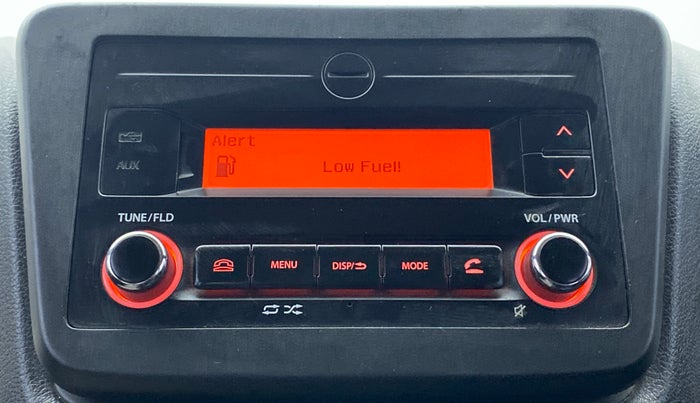 Alert
Low Fuel!
AUX
TUNE/FLD
VOL/PWR
MENU
DISP/
MODE